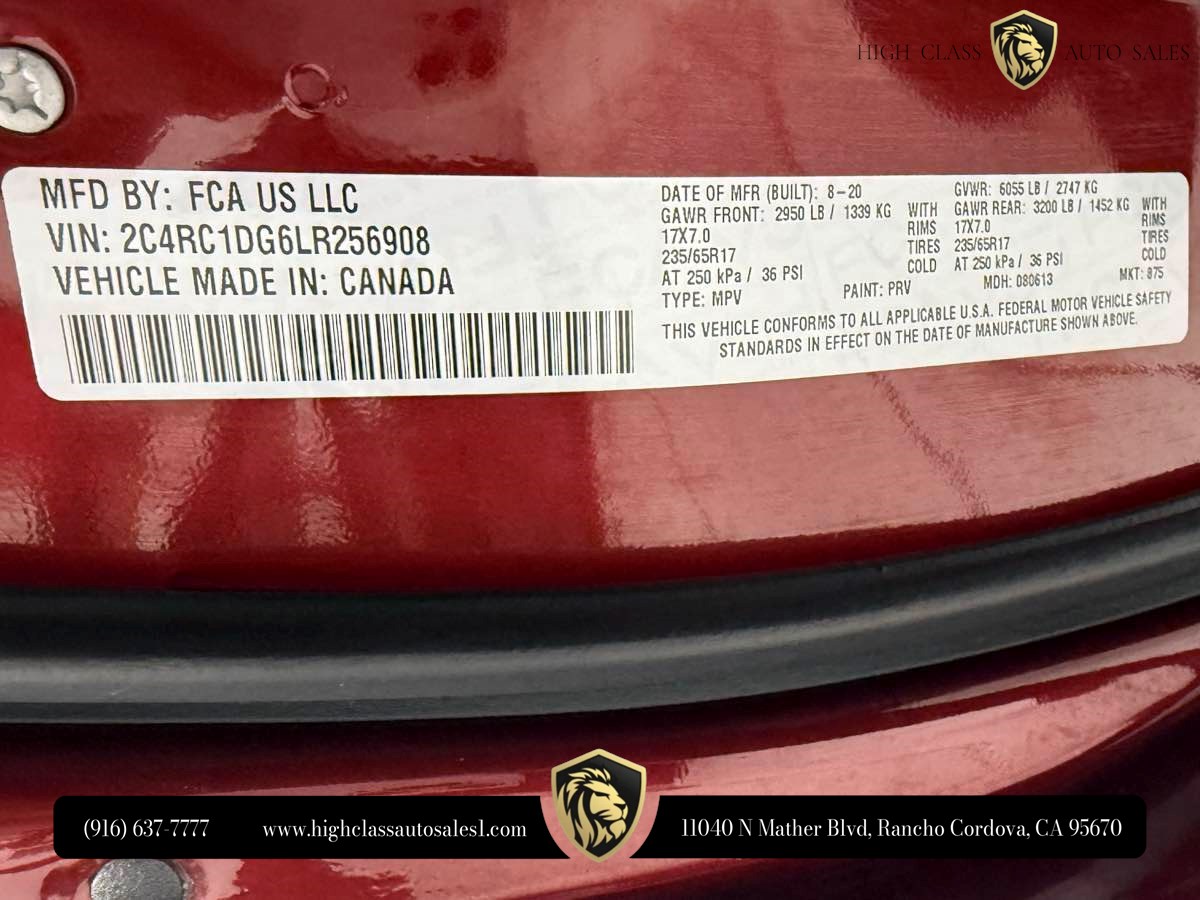 HIGH CLASS AUTO SALES
MFD BY: FCA US LLC
VIN: 2C4RC1DG6LR256908
VEHICLE MADE IN: CANADA
DATE OF MFR (BUILT): 8-20
GAWR FRONT: 2950 LB / 1339 KG WITH
17X7.0 RIMS
235/65R17 TIRES
AT 250 kPa / 36 PSI COLD
TYPE: MPV
GVWR: 6055 LB / 2747 KG
GAWR REAR: 3200 LB / 1452 KG WITH
17X7.0 RIMS
235/65R17 TIRES
AT 250 kPa / 36 PSI COLD
PAINT: PRV MDH: 080613 MKT: 875
THIS VEHICLE CONFORMS TO ALL APPLICABLE U.S.A. FEDERAL MOTOR VEHICLE SAFETY
STANDARDS IN EFFECT ON THE DATE OF MANUFACTURE SHOWN ABOVE.
(916) 637-7777 www.highclassautosales1.com 11040 N Mather Blvd, Rancho Cordova, CA 95670